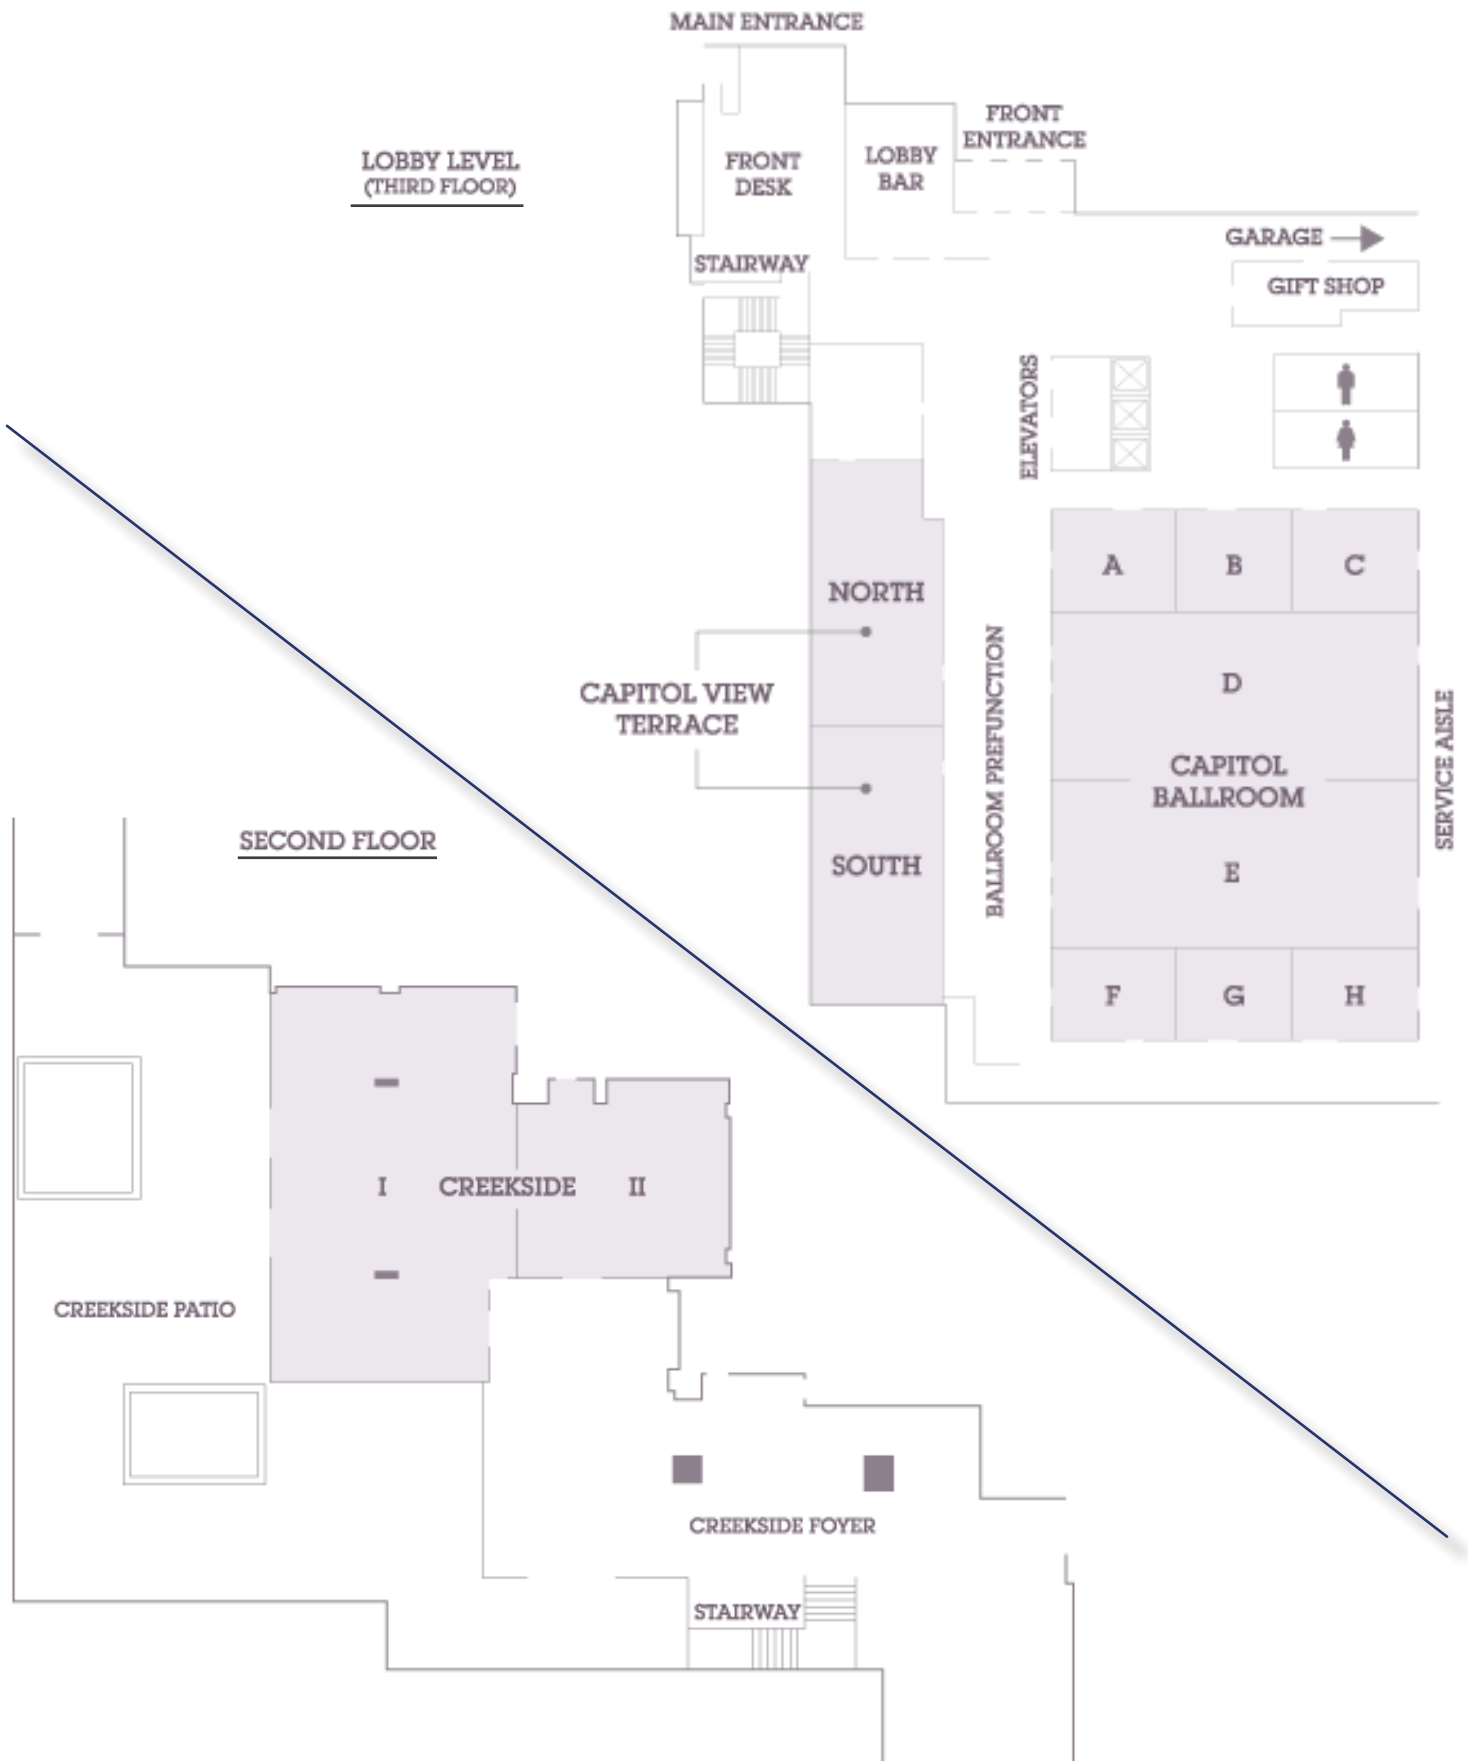 MAIN ENTRANCE
FRONT
ENTRANCE
LOBBY LEVEL
(THIRD FLOOR)
FRONT
DESK
LOBBY
BAR
GARAGE
STAIRWAY
GIFT SHOP
ELEVATORS
A
B
C
NORTH
D
CAPITOL VIEW
TERRACE
BALLROOM PREFUNCTION
CAPITOL
BALLROOM
SERVICE AISLE
SOUTH
E
F
G
H
SECOND FLOOR
I
CREEKSIDE
II
CREEKSIDE PATIO
CREEKSIDE FOYER
STAIRWAY